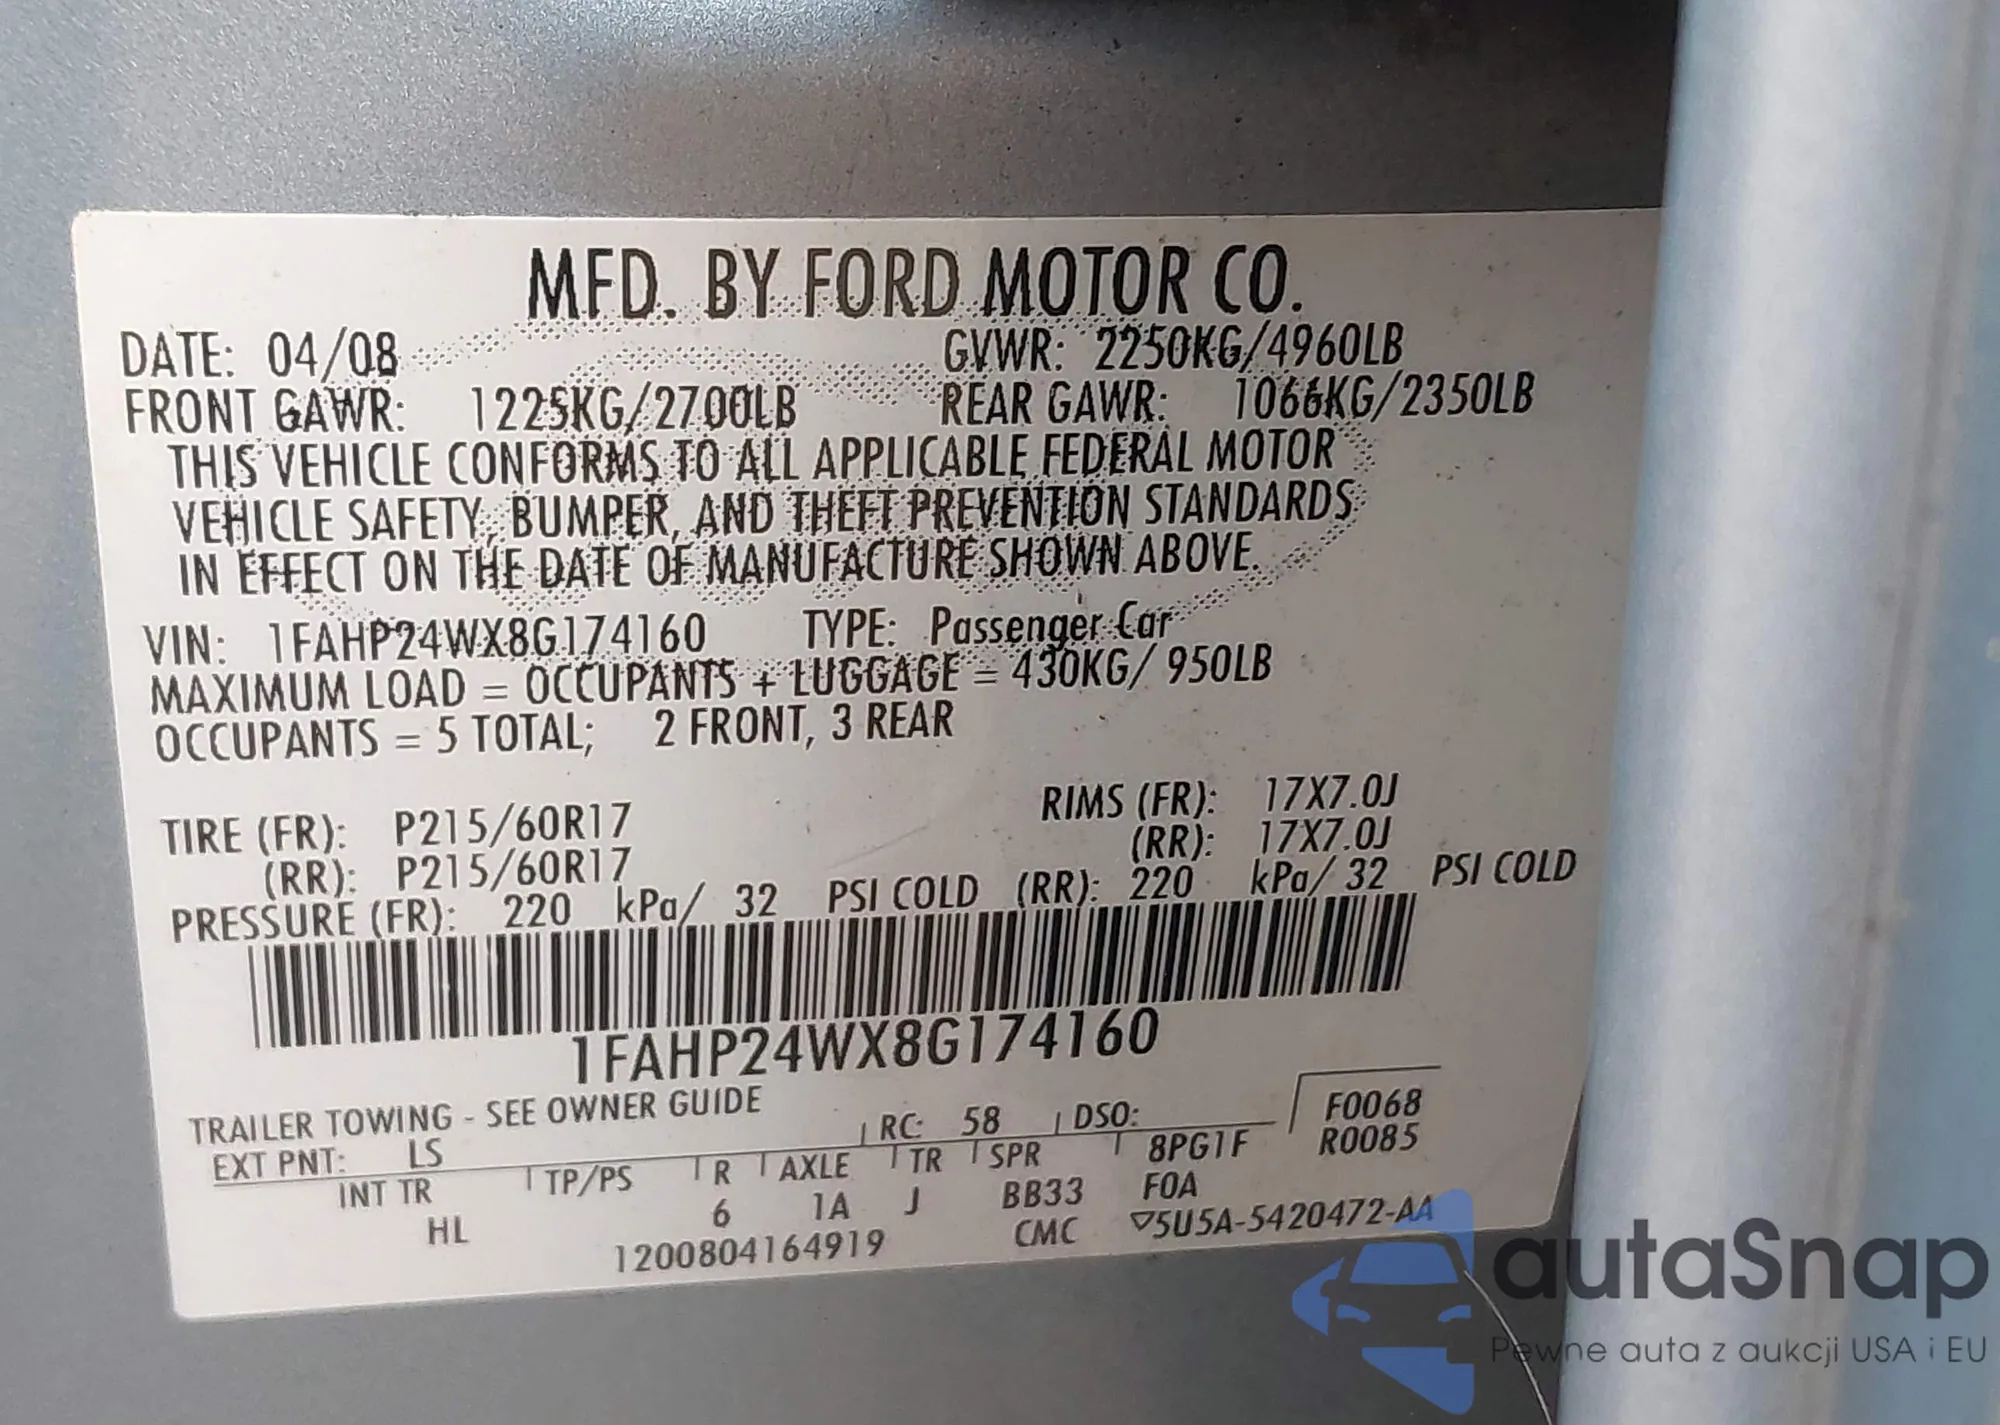 MFD. BY FORD MOTOR CO.
DATE: 04/08 GVWR: 2250KG/4960LB
FRONT GAWR: 1225KG/2700LB REAR GAWR: 1066KG/2350LB
THIS VEHICLE CONFORMS TO ALL APPLICABLE FEDERAL MOTOR
VEHICLE SAFETY, BUMPER, AND THEFT PREVENTION STANDARDS
IN EFFECT ON THE DATE OF MANUFACTURE SHOWN ABOVE.
VIN: 1FAHP24WX8G174160 TYPE: Passenger Car
MAXIMUM LOAD = OCCUPANTS + LUGGAGE = 430KG/ 950LB
OCCUPANTS = 5 TOTAL; 2 FRONT, 3 REAR
TIRE (FR): P215/60R17 RIMS (FR): 17X7.0J
(RR): P215/60R17 (RR): 17X7.0J
PRESSURE (FR): 220 kPa/ 32 PSI COLD (RR): 220 kPa/ 32 PSI COLD
1FAHP24WX8G174160
TRAILER TOWING - SEE OWNER GUIDE
EXT PNT: LS RC: 58 DSO: F0068
INT TR TP/PS R AXLE TR SPR 8PG1F R0085
HL 6 1A J BB33 F0A
1200804164919 CMC ▽5U5A-5420472-AA
autaSnap
Pewne auta z aukcji USA i EU